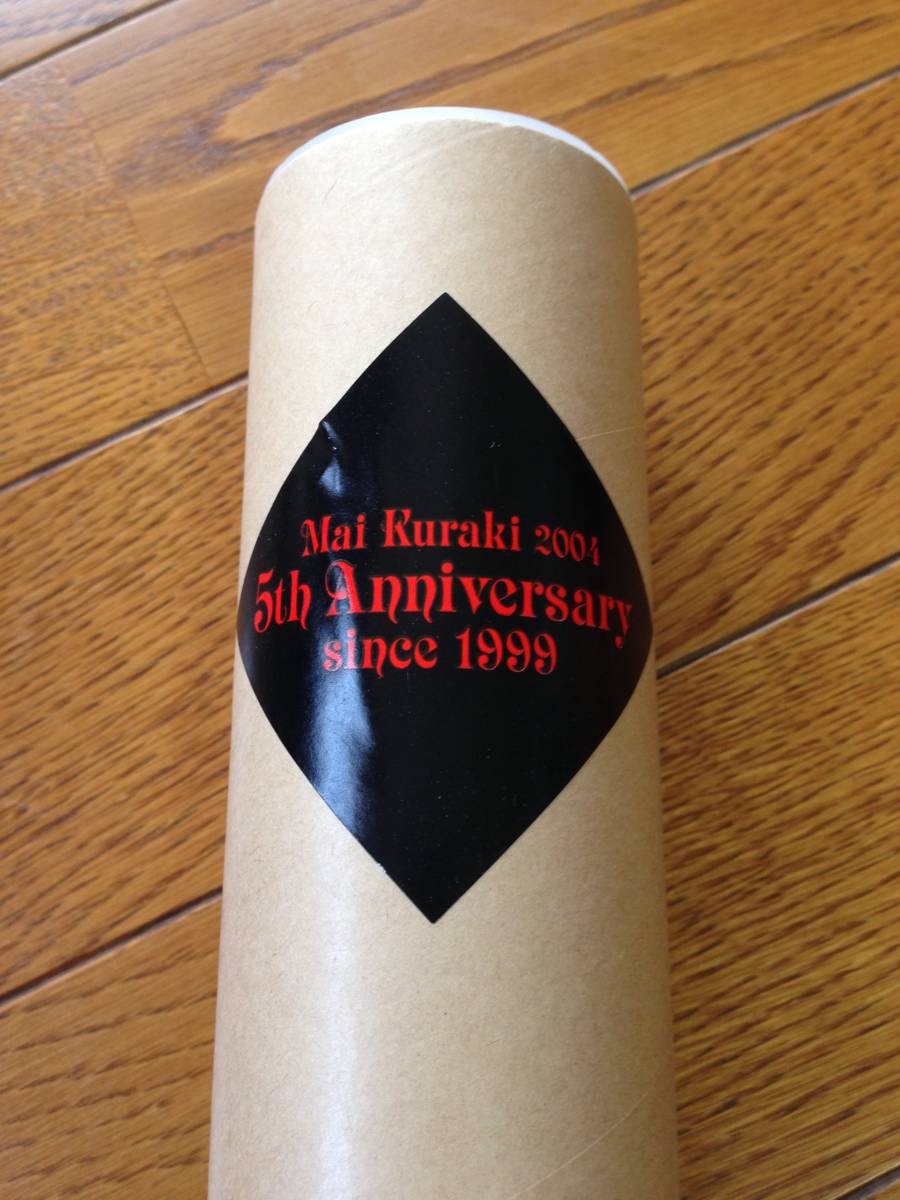 Mai Kuraki 2004
5th Anniversary
since 1999